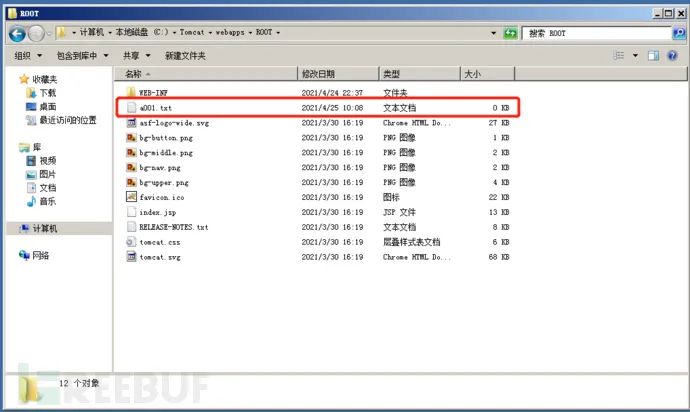 ROOT
计算机 ▸ 本地磁盘 (C:) ▸ Tomcat ▸ webapps ▸ ROOT ▸
搜索 ROOT
组织 包含到库中 共享 新建文件夹
收藏夹
下载
桌面
最近访问的位置
库
视频
图片
文档
音乐
计算机
网络
名称 修改日期 类型 大小
WEB-INF 2021/4/24 22:37 文件夹
a001.txt 2021/4/25 10:08 文本文档 0 KB
asf-logo-wide.svg 2021/3/30 16:19 Chrome HTML Do... 27 KB
bg-button.png 2021/3/30 16:19 PNG 图像 1 KB
bg-middle.png 2021/3/30 16:19 PNG 图像 2 KB
bg-nav.png 2021/3/30 16:19 PNG 图像 2 KB
bg-upper.png 2021/3/30 16:19 PNG 图像 4 KB
favicon.ico 2021/3/30 16:19 图标 22 KB
index.jsp 2021/3/30 16:19 JSP 文件 13 KB
RELEASE-NOTES.txt 2021/3/30 16:19 文本文档 8 KB
tomcat.css 2021/3/30 16:19 层叠样式表文档 6 KB
tomcat.svg 2021/3/30 16:19 Chrome HTML Do... 68 KB
12 个对象
REEBUF